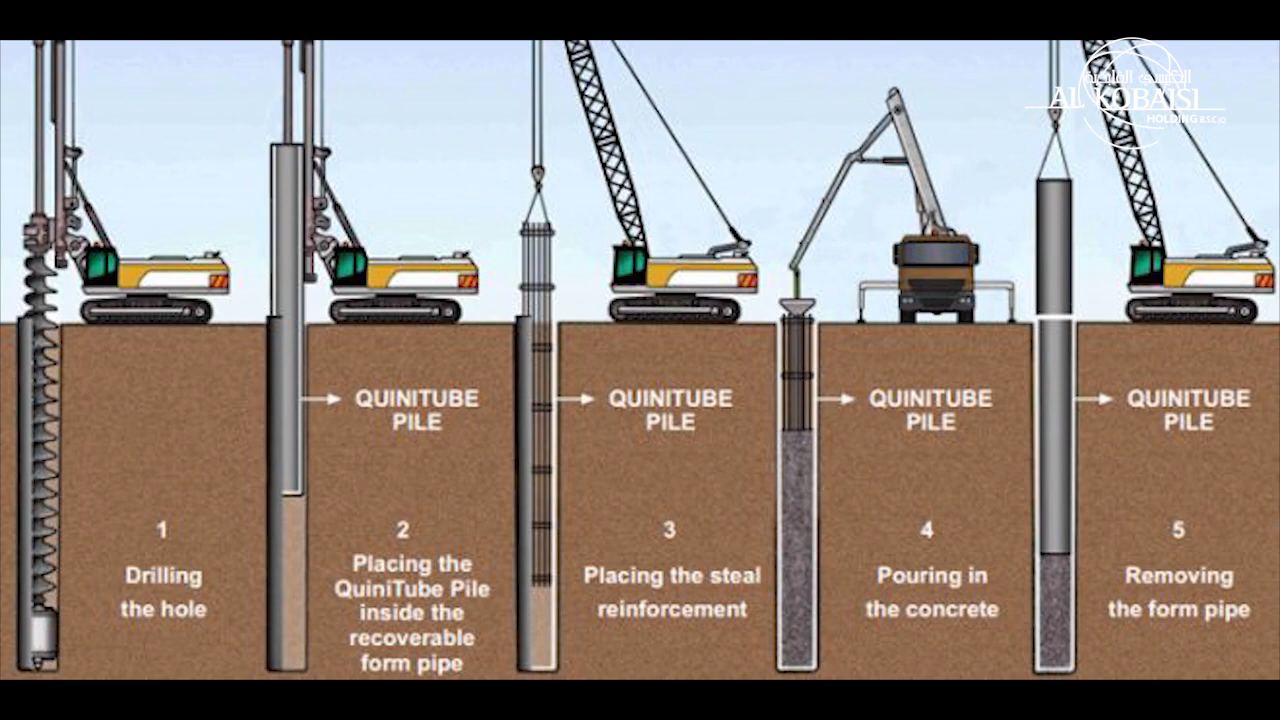 القبيسي القابضة
AL KOBAISI
HOLDING B.S.C
QUINITUBE
PILE
QUINITUBE
PILE
QUINITUBE
PILE
QUINITUBE
PILE
1
Drilling
the hole
2
Placing the
QuiniTube Pile
inside the
recoverable
form pipe
3
Placing the steal
reinforcement
4
Pouring in
the concrete
5
Removing
the form pipe